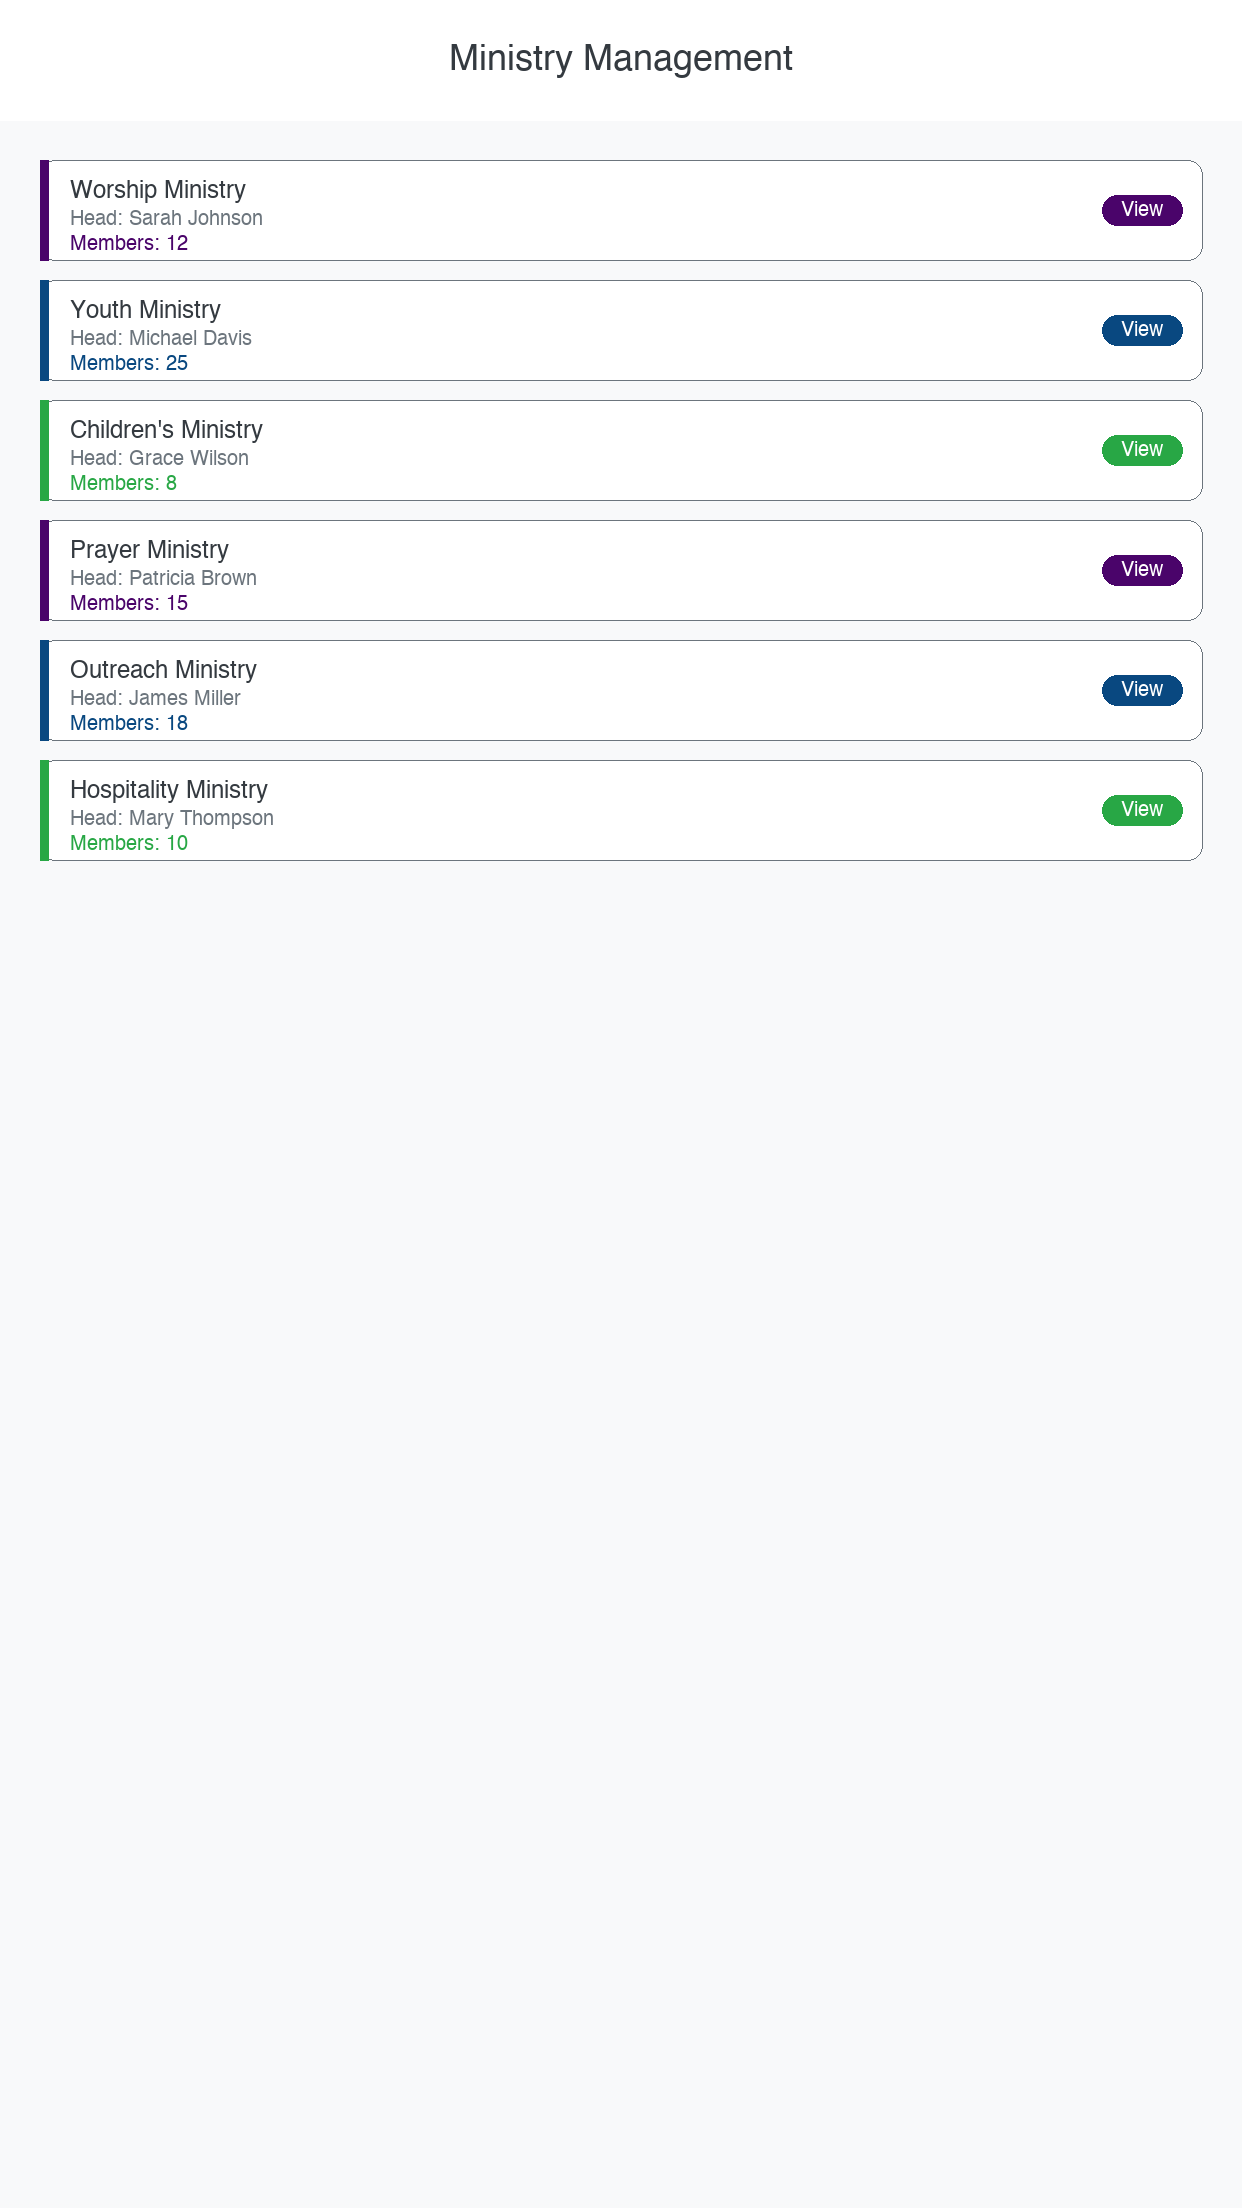 Ministry Management
Worship Ministry
Head: Sarah Johnson
Members: 12
View
Youth Ministry
Head: Michael Davis
Members: 25
View
Children's Ministry
Head: Grace Wilson
Members: 8
View
Prayer Ministry
Head: Patricia Brown
Members: 15
View
Outreach Ministry
Head: James Miller
Members: 18
View
Hospitality Ministry
Head: Mary Thompson
Members: 10
View